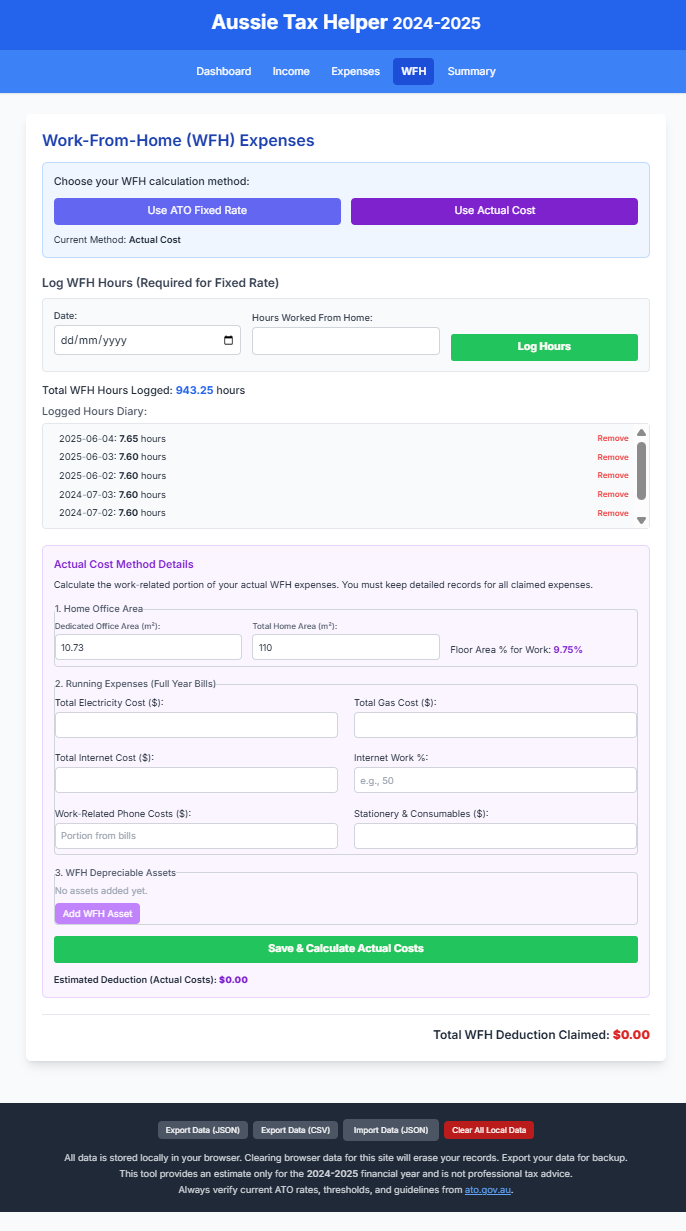 Aussie Tax Helper 2024-2025
Dashboard Income Expenses WFH Summary
Work-From-Home (WFH) Expenses
Choose your WFH calculation method:
Use ATO Fixed Rate Use Actual Cost
Current Method: Actual Cost
Log WFH Hours (Required for Fixed Rate)
Date: Hours Worked From Home:
dd/mm/yyyy Log Hours
Total WFH Hours Logged: 943.25 hours
Logged Hours Diary:
2025-06-04: 7.65 hours Remove
2025-06-03: 7.60 hours Remove
2025-06-02: 7.60 hours Remove
2024-07-03: 7.60 hours Remove
2024-07-02: 7.60 hours Remove
Actual Cost Method Details
Calculate the work-related portion of your actual WFH expenses. You must keep detailed records for all claimed expenses.
1. Home Office Area
Dedicated Office Area (m²): Total Home Area (m²):
10.73 110 Floor Area % for Work: 9.75%
2. Running Expenses (Full Year Bills)
Total Electricity Cost ($): Total Gas Cost ($):
Total Internet Cost ($): Internet Work %:
e.g., 50
Work-Related Phone Costs ($): Stationery & Consumables ($):
Portion from bills
3. WFH Depreciable Assets
No assets added yet.
Add WFH Asset
Save & Calculate Actual Costs
Estimated Deduction (Actual Costs): $0.00
Total WFH Deduction Claimed: $0.00
Export Data (JSON) Export Data (CSV) Import Data (JSON) Clear All Local Data
All data is stored locally in your browser. Clearing browser data for this site will erase your records. Export your data for backup.
This tool provides an estimate only for the 2024-2025 financial year and is not professional tax advice.
Always verify current ATO rates, thresholds, and guidelines from ato.gov.au.